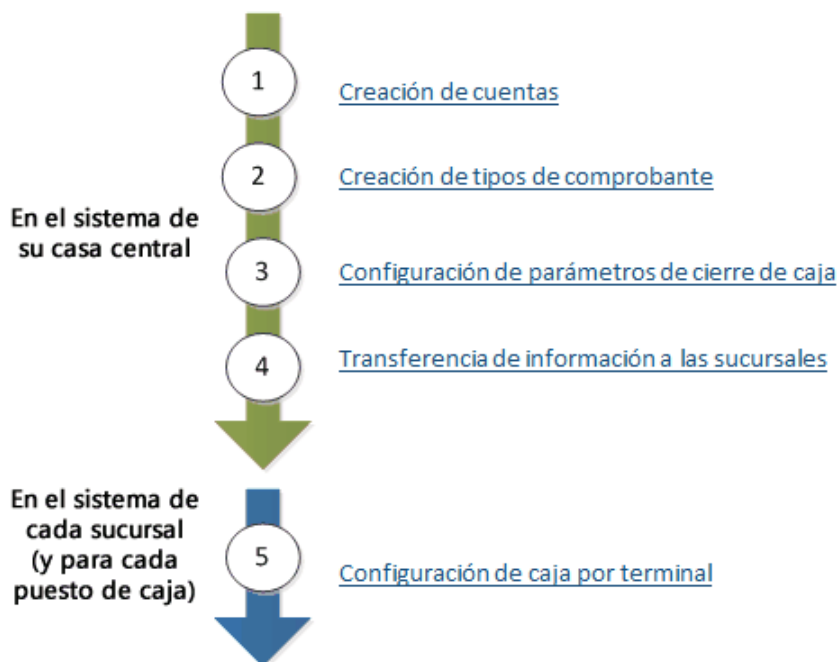 1
Creación de cuentas
2
Creación de tipos de comprobante
En el sistema de
su casa central
3
Configuración de parámetros de cierre de caja
4
Transferencia de información a las sucursales
En el sistema de
cada sucursal
(y para cada
puesto de caja)
5
Configuración de caja por terminal